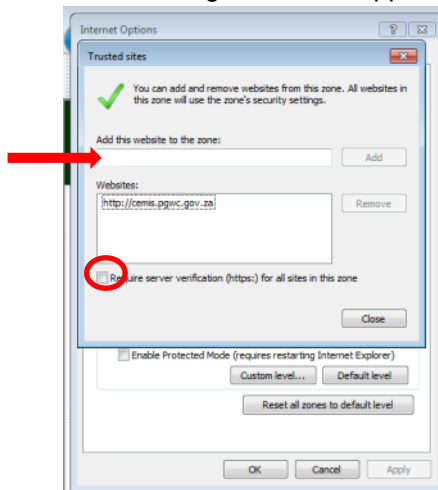 Internet Options
Trusted sites
You can add and remove websites from this zone. All websites in
this zone will use the zone's security settings.
Add this website to the zone:
Add
Websites:
http://cemis.pgwc.gov.za
Remove
Require server verification (https:) for all sites in this zone
Close
Enable Protected Mode (requires restarting Internet Explorer)
Custom level... Default level
Reset all zones to default level
OK Cancel Apply